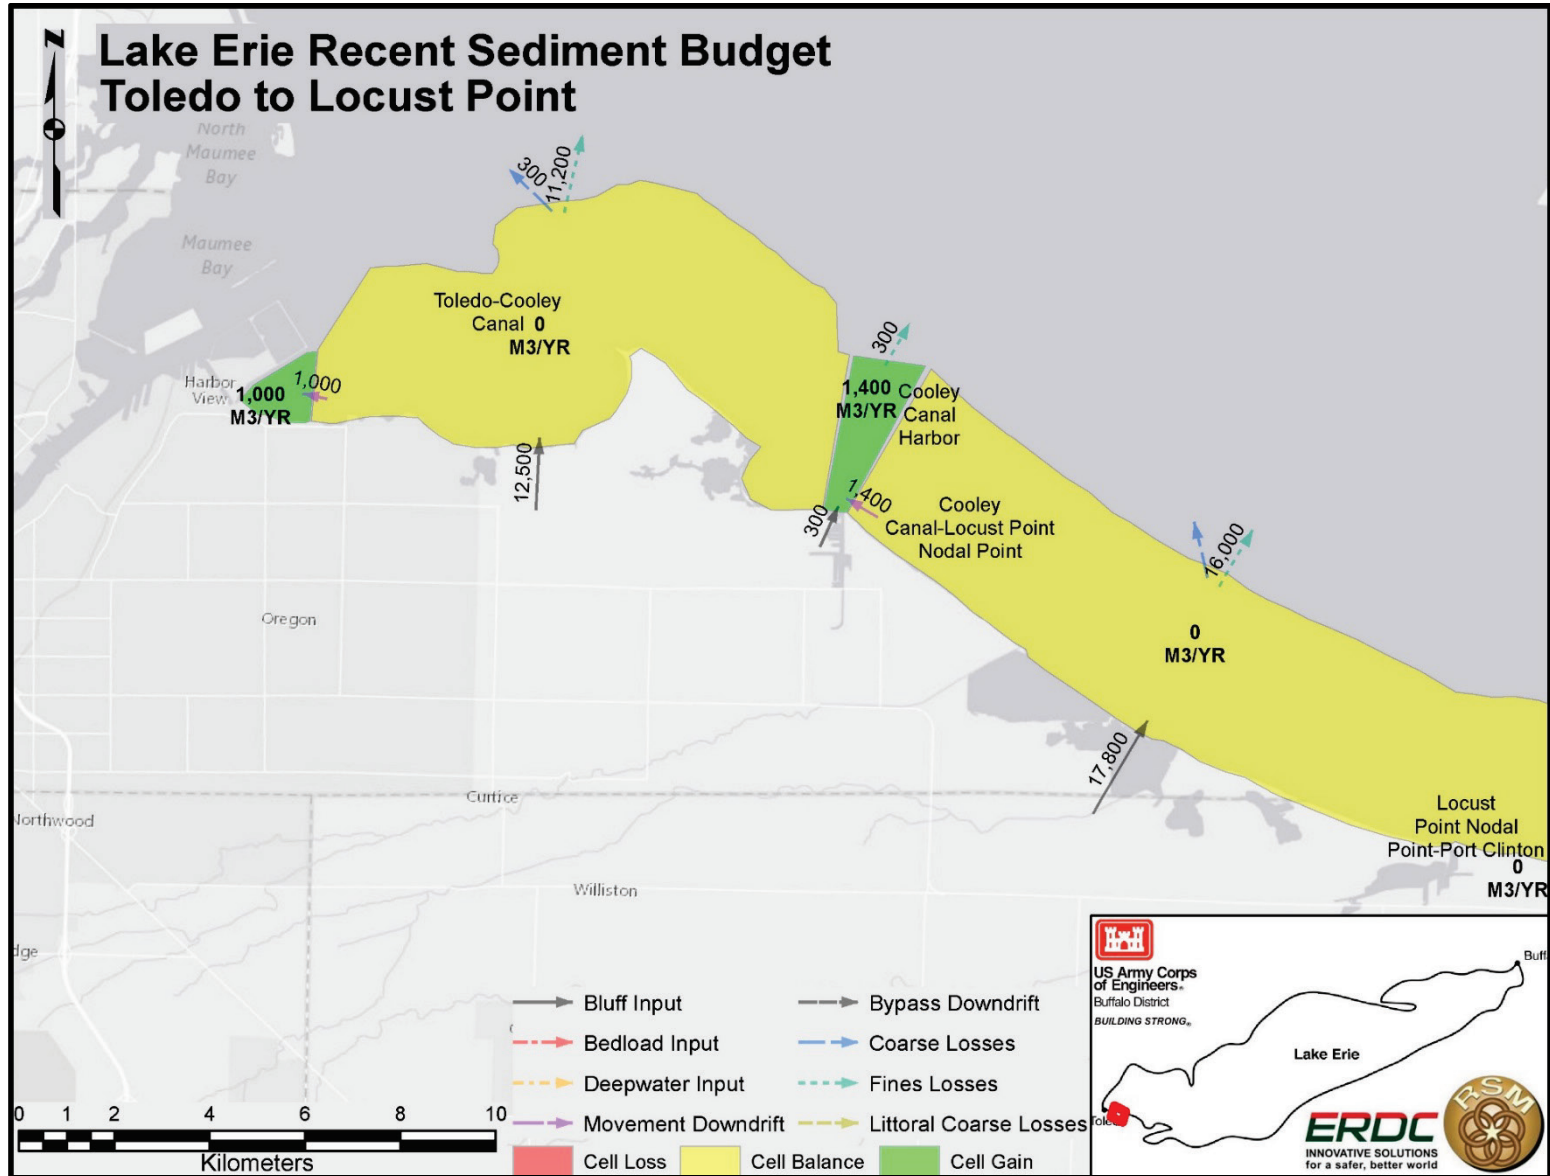 Lake Erie Recent Sediment Budget
Toledo to Locust Point
N
North
Maumee
Bay
Maumee
Bay
300
11,200
Toledo-Cooley
Canal 0
M3/YR
Harbor
View
1,000
M3/YR
1,000
12,500
300
1,400
M3/YR
Cooley
Canal
Harbor
1,400
300
Cooley
Canal-Locust Point
Nodal Point
16,000
0
M3/YR
17,800
Oregon
Curtice
Northwood
Williston
dge
Locust
Point Nodal
Point-Port Clinton
0
M3/YR
Bluff Input
Bedload Input
Deepwater Input
Movement Downdrift
Bypass Downdrift
Coarse Losses
Fines Losses
Littoral Coarse Losses
Cell Loss
Cell Balance
Cell Gain
0 1 2 4 6 8 10
Kilometers
US Army Corps
of Engineers®
Buffalo District
BUILDING STRONG®
Buff
Lake Erie
Tole
ERDC
INNOVATIVE SOLUTIONS
for a safer, better world
RSM